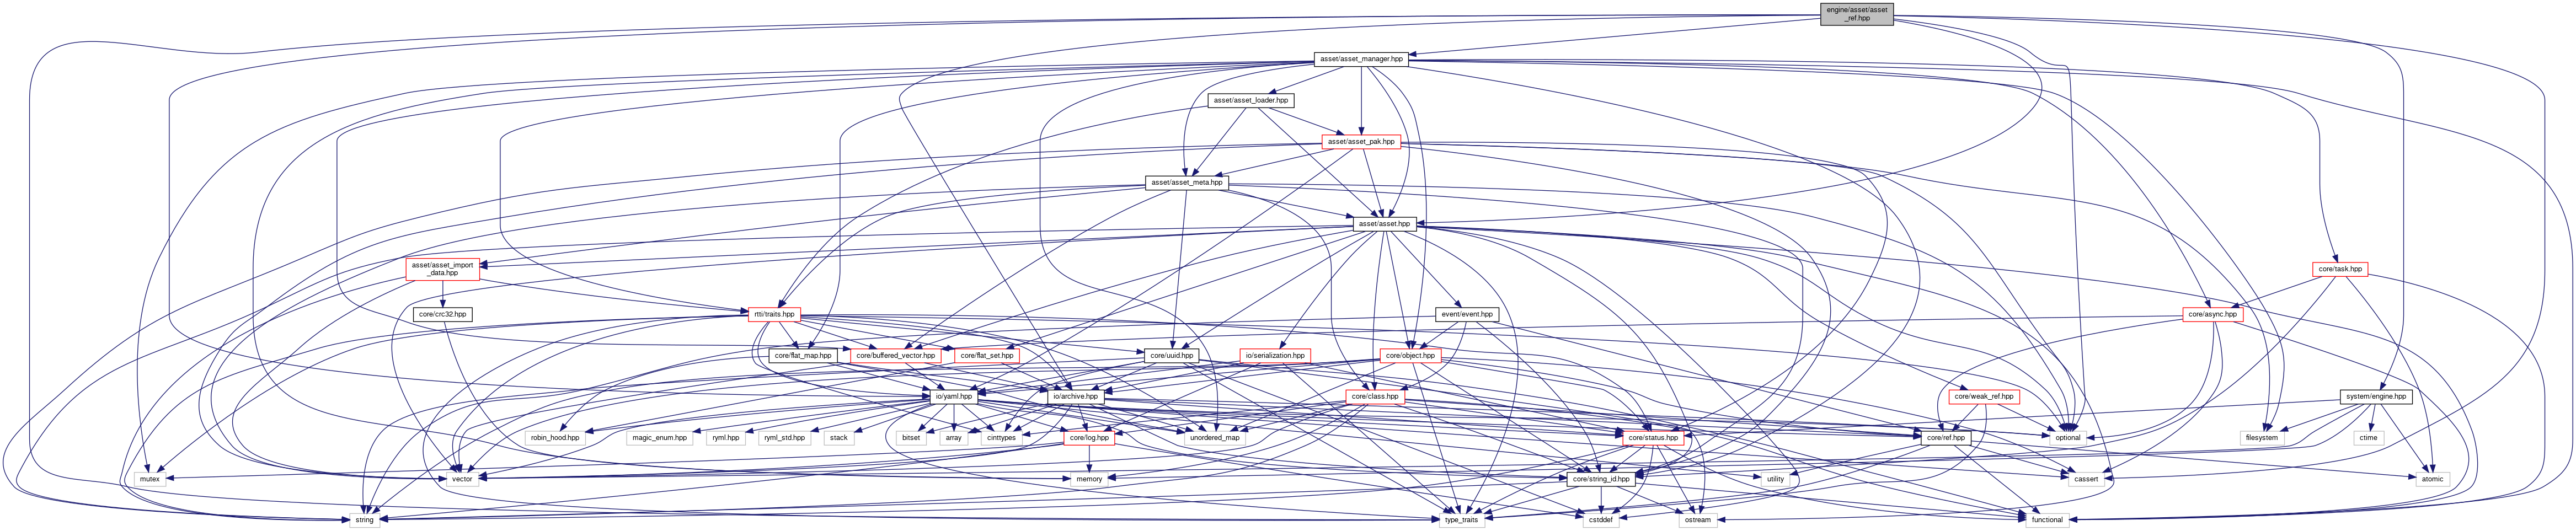 engine/asset/asset
_ref.hpp
asset/asset_manager.hpp
asset/asset_loader.hpp
asset/asset_pak.hpp
asset/asset_meta.hpp
asset/asset.hpp
asset/asset_import
_data.hpp
core/task.hpp
core/crc32.hpp
rtti/traits.hpp
event/event.hpp
core/async.hpp
core/flat_map.hpp
core/buffered_vector.hpp
core/flat_set.hpp
core/uuid.hpp
io/serialization.hpp
core/object.hpp
io/yaml.hpp
io/archive.hpp
core/class.hpp
core/weak_ref.hpp
system/engine.hpp
robin_hood.hpp
magic_enum.hpp
ryml.hpp
ryml_std.hpp
stack
bitset
array
cinttypes
core/log.hpp
unordered_map
core/status.hpp
core/ref.hpp
optional
filesystem
ctime
mutex
vector
memory
core/string_id.hpp
utility
cassert
atomic
string
type_traits
cstddef
ostream
functional